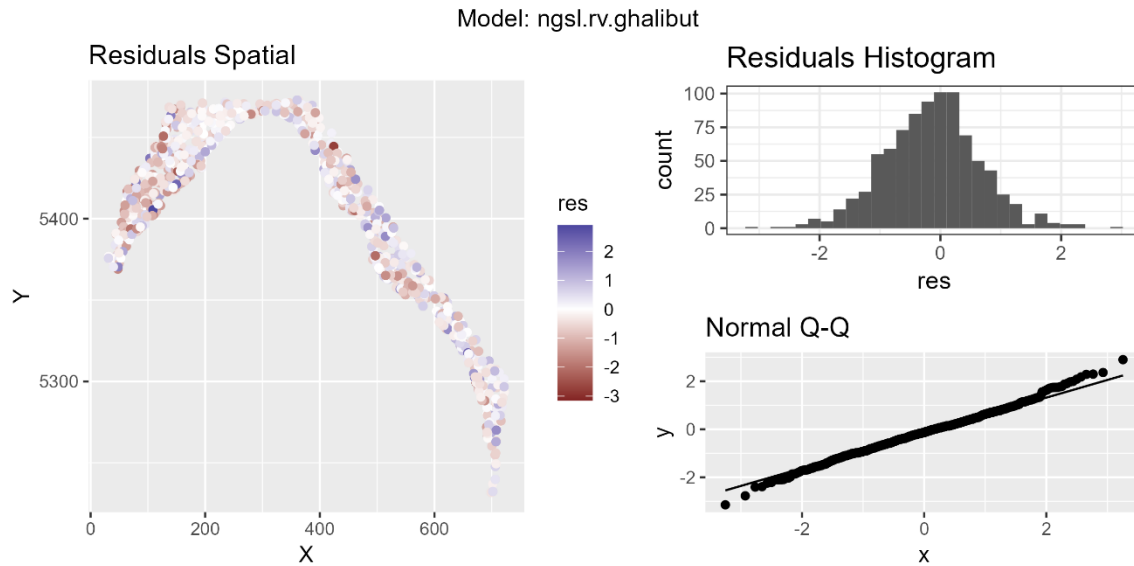 Model: ngsl.rv.ghalibut
Residuals Spatial
5400
5300
Y
0
200
400
600
X
res
2
1
0
-1
-2
-3
Residuals Histogram
100
75
50
25
0
count
-2
0
2
res
Normal Q-Q
2
0
-2
y
-2
0
2
x